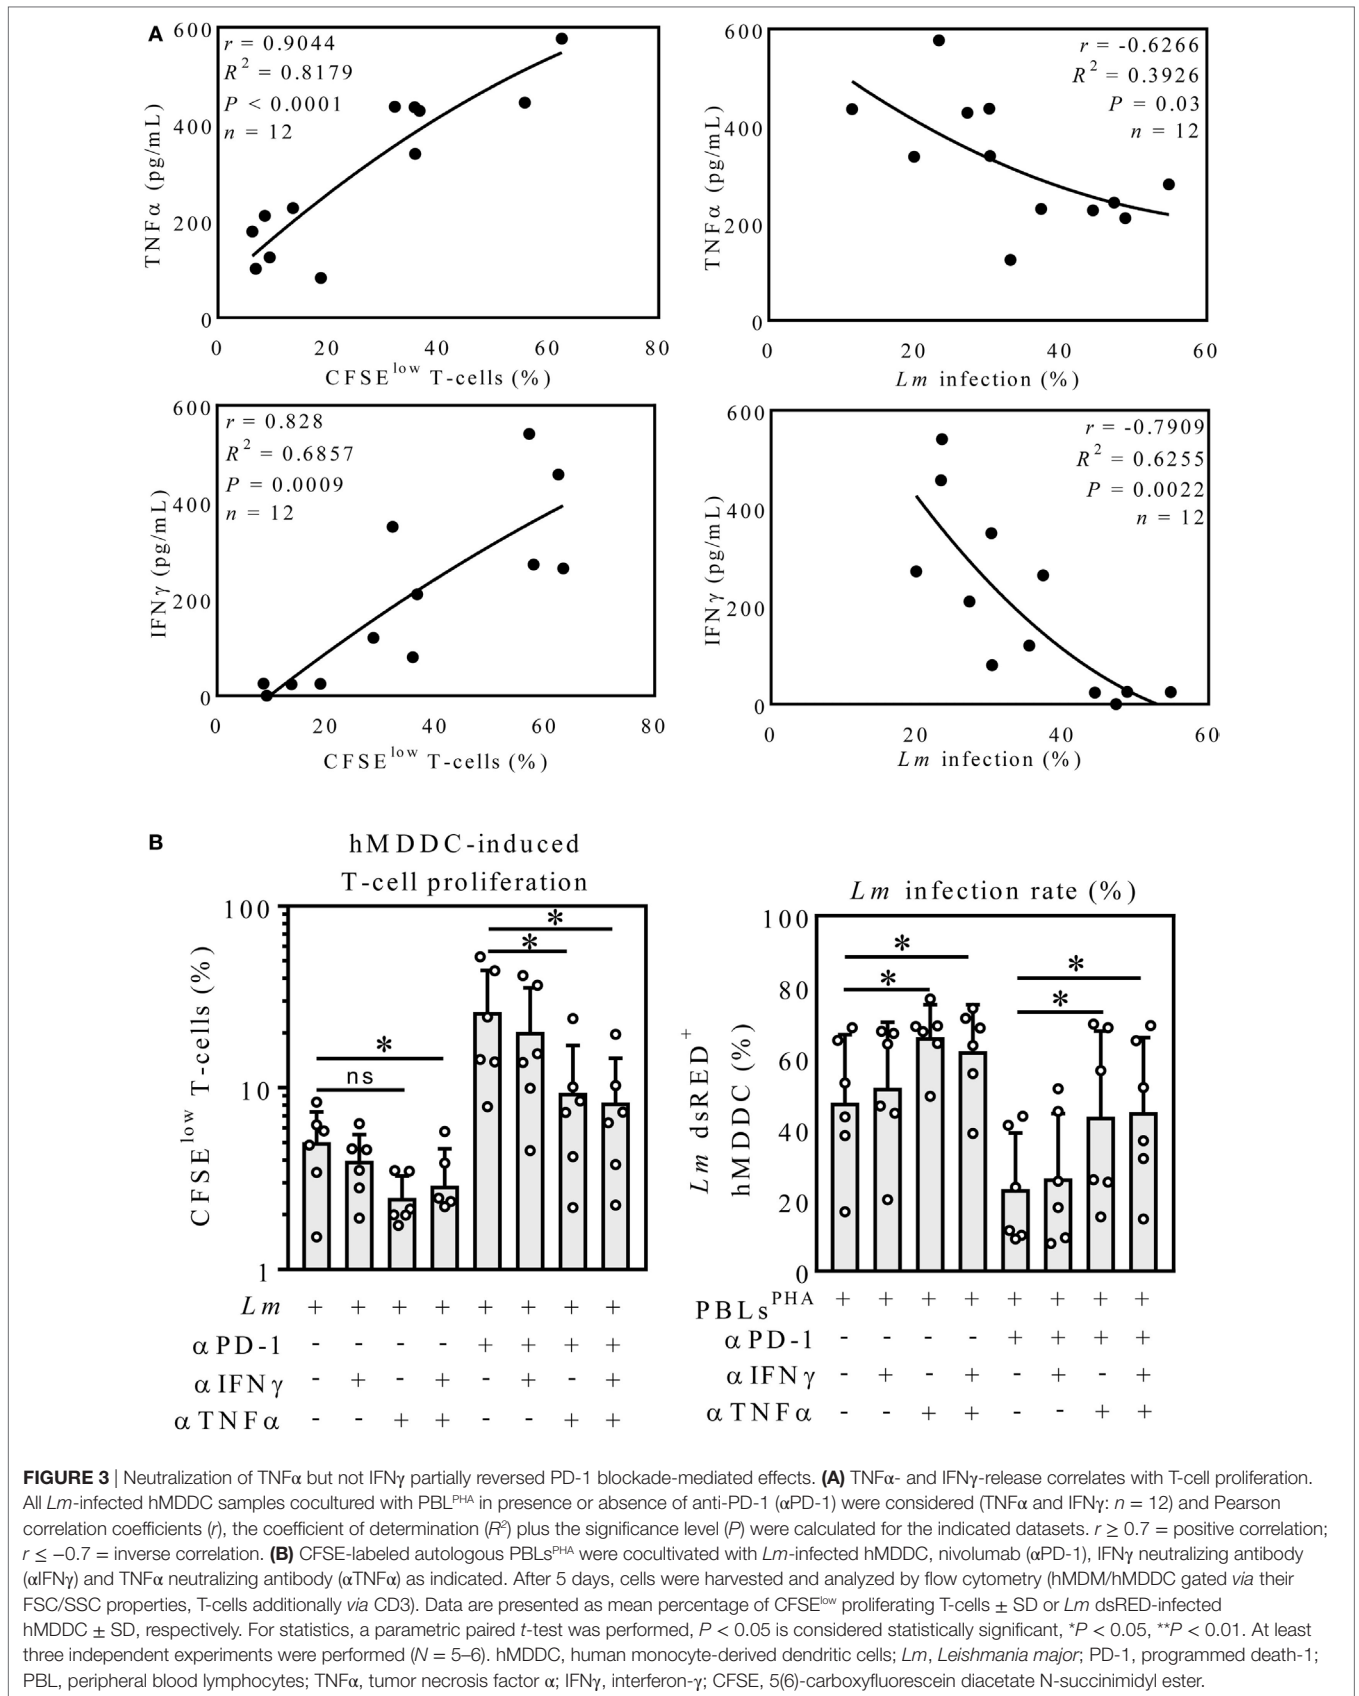 A
600
400
200
0
TNFα (pg/mL)
r = 0.9044
R² = 0.8179
P < 0.0001
n = 12
0 20 40 60 80
CFSE^low T-cells (%)
600
400
200
0
TNFα (pg/mL)
r = -0.6266
R² = 0.3926
P = 0.03
n = 12
0 20 40 60
Lm infection (%)
600
400
200
0
IFNγ (pg/mL)
r = 0.828
R² = 0.6857
P = 0.0009
n = 12
0 20 40 60 80
CFSE^low T-cells (%)
600
400
200
0
IFNγ (pg/mL)
r = -0.7909
R² = 0.6255
P = 0.0022
n = 12
0 20 40 60
Lm infection (%)
B
hMDDC-induced
T-cell proliferation
100
10
1
CFSE^low T-cells (%)
*
ns
*
*
Lm + + + + + + + +
αPD-1 - - - - + + + +
αIFNγ - + - + - + - +
αTNFα - - + + - - + +
Lm infection rate (%)
100
80
60
40
20
0
Lm dsRED⁺
hMDDC (%)
*
*
*
*
PBLs^PHA + + + + + + + +
αPD-1 - - - - + + + +
αIFNγ - + - + - + - +
αTNFα - - + + - - + +
FIGURE 3 | Neutralization of TNFα but not IFNγ partially reversed PD-1 blockade-mediated effects. (A) TNFα- and IFNγ-release correlates with T-cell proliferation.
All Lm-infected hMDDC samples cocultured with PBL^PHA in presence or absence of anti-PD-1 (αPD-1) were considered (TNFα and IFNγ: n = 12) and Pearson
correlation coefficients (r), the coefficient of determination (R²) plus the significance level (P) were calculated for the indicated datasets. r ≥ 0.7 = positive correlation;
r ≤ −0.7 = inverse correlation. (B) CFSE-labeled autologous PBLs^PHA were cocultivated with Lm-infected hMDDC, nivolumab (αPD-1), IFNγ neutralizing antibody
(αIFNγ) and TNFα neutralizing antibody (αTNFα) as indicated. After 5 days, cells were harvested and analyzed by flow cytometry (hMDM/hMDDC gated via their
FSC/SSC properties, T-cells additionally via CD3). Data are presented as mean percentage of CFSE^low proliferating T-cells ± SD or Lm dsRED-infected
hMDDC ± SD, respectively. For statistics, a parametric paired t-test was performed, P < 0.05 is considered statistically significant, *P < 0.05, **P < 0.01. At least
three independent experiments were performed (N = 5–6). hMDDC, human monocyte-derived dendritic cells; Lm, Leishmania major; PD-1, programmed death-1;
PBL, peripheral blood lymphocytes; TNFα, tumor necrosis factor α; IFNγ, interferon-γ; CFSE, 5(6)-carboxyfluorescein diacetate N-succinimidyl ester.